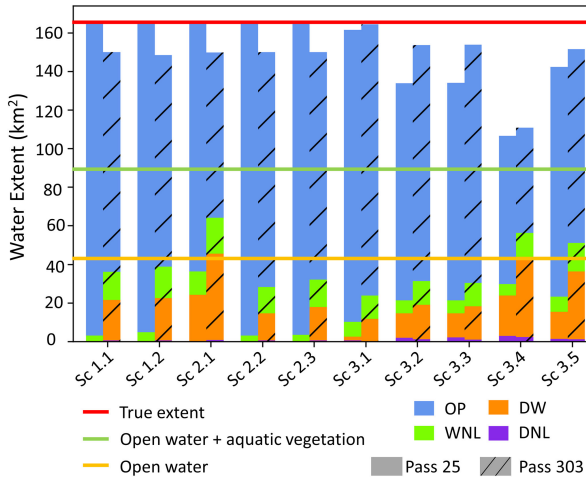 Water Extent (km²)
160
140
120
100
80
60
40
20
0
Sc 1.1 Sc 1.2 Sc 2.1 Sc 2.2 Sc 2.3 Sc 3.1 Sc 3.2 Sc 3.3 Sc 3.4 Sc 3.5
True extent
Open water + aquatic vegetation
Open water
OP DW
WNL DNL
Pass 25 Pass 303